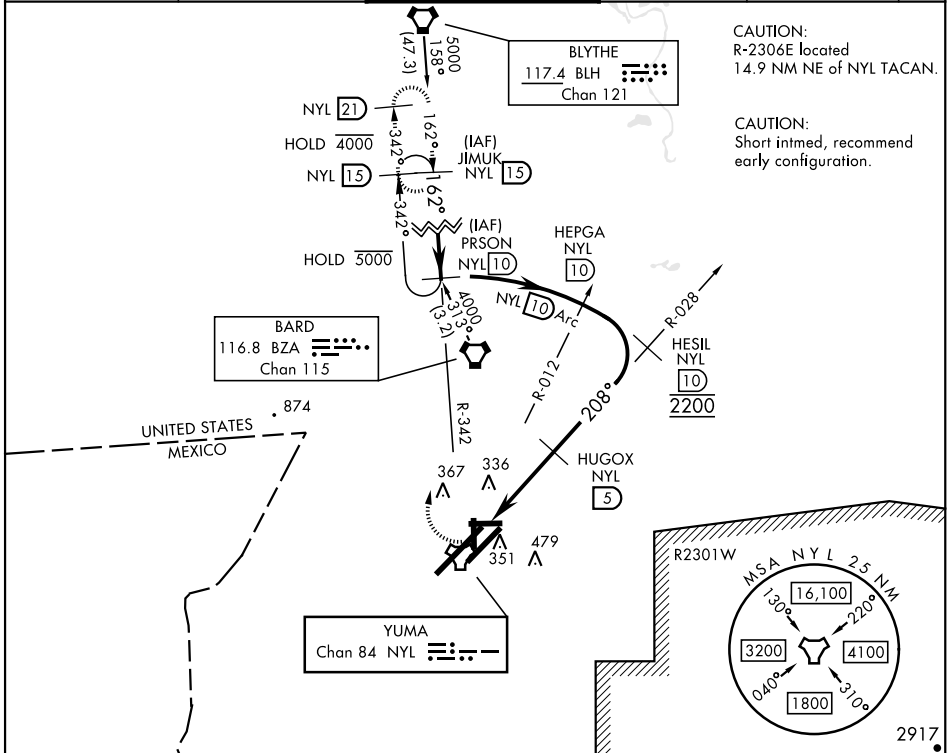 5000
158°
(47.3)
BLYTHE
117.4 BLH
Chan 121
CAUTION:
R-2306E located
14.9 NM NE of NYL TACAN.
CAUTION:
Short intmed, recommend
early configuration.
NYL 21
HOLD 4000
342°
162°
(IAF)
JIMUK
NYL 15
NYL 15
162°
342°
HOLD 5000
(IAF)
PRSON
NYL 10
HEPGA
NYL
10
NYL 10 Arc
R-028
HESIL
NYL
10
2200
4000
313°
(3.2)
BARD
116.8 BZA
Chan 115
R-012
208°
R-342
874
UNITED STATES
MEXICO
HUGOX
NYL
5
367
336
351
479
YUMA
Chan 84 NYL
R2301W
MSA NYL 25 NM
130°
16,100
220°
3200
4100
040°
1800
310°
2917